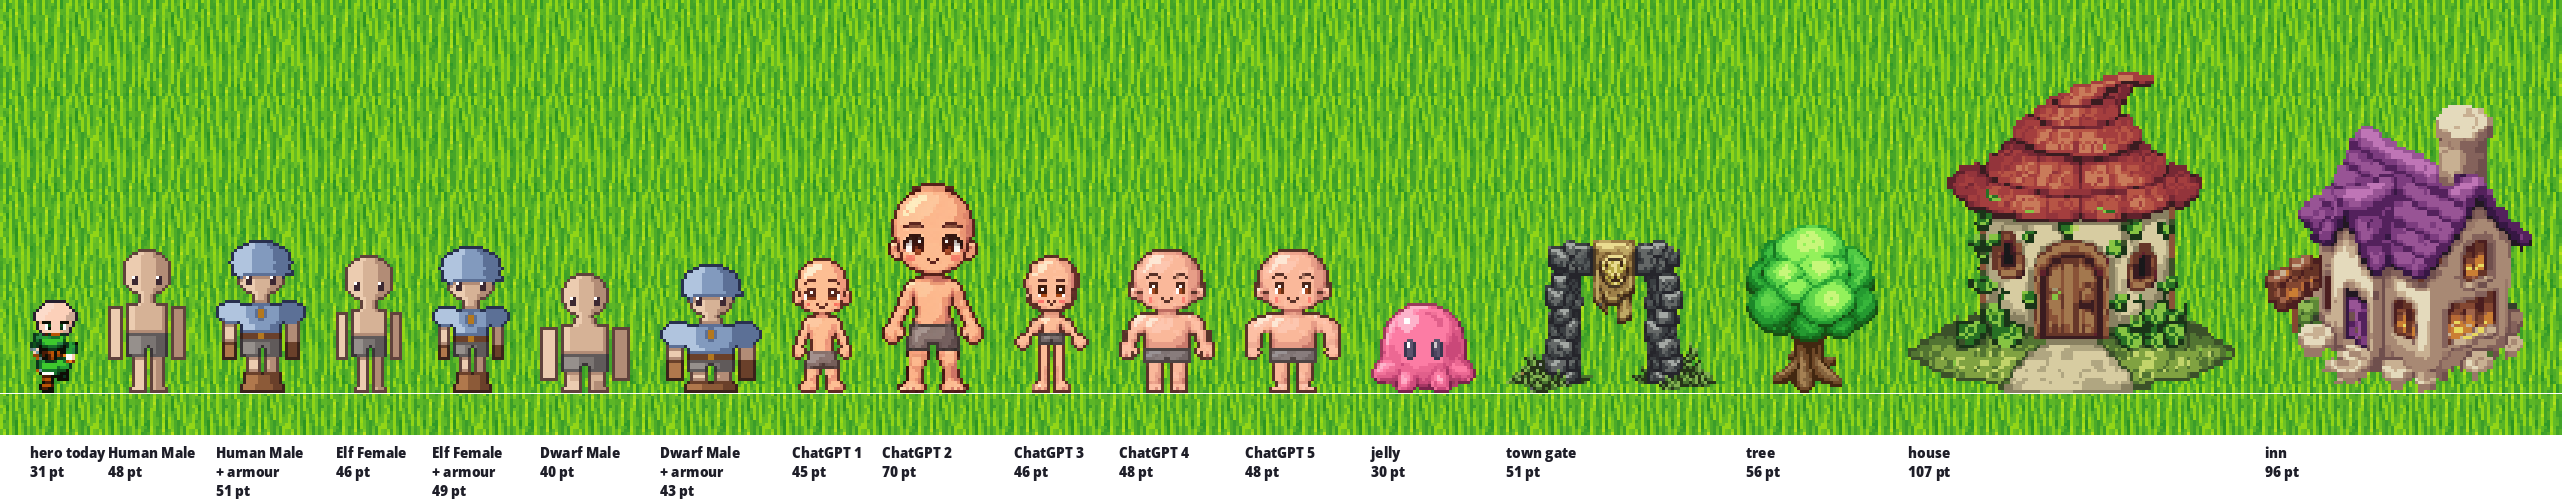 hero today
31 pt
Human Male
48 pt
Human Male
+ armour
51 pt
Elf Female
46 pt
Elf Female
+ armour
49 pt
Dwarf Male
40 pt
Dwarf Male
+ armour
43 pt
ChatGPT 1
45 pt
ChatGPT 2
70 pt
ChatGPT 3
46 pt
ChatGPT 4
48 pt
ChatGPT 5
48 pt
jelly
30 pt
town gate
51 pt
tree
56 pt
house
107 pt
inn
96 pt